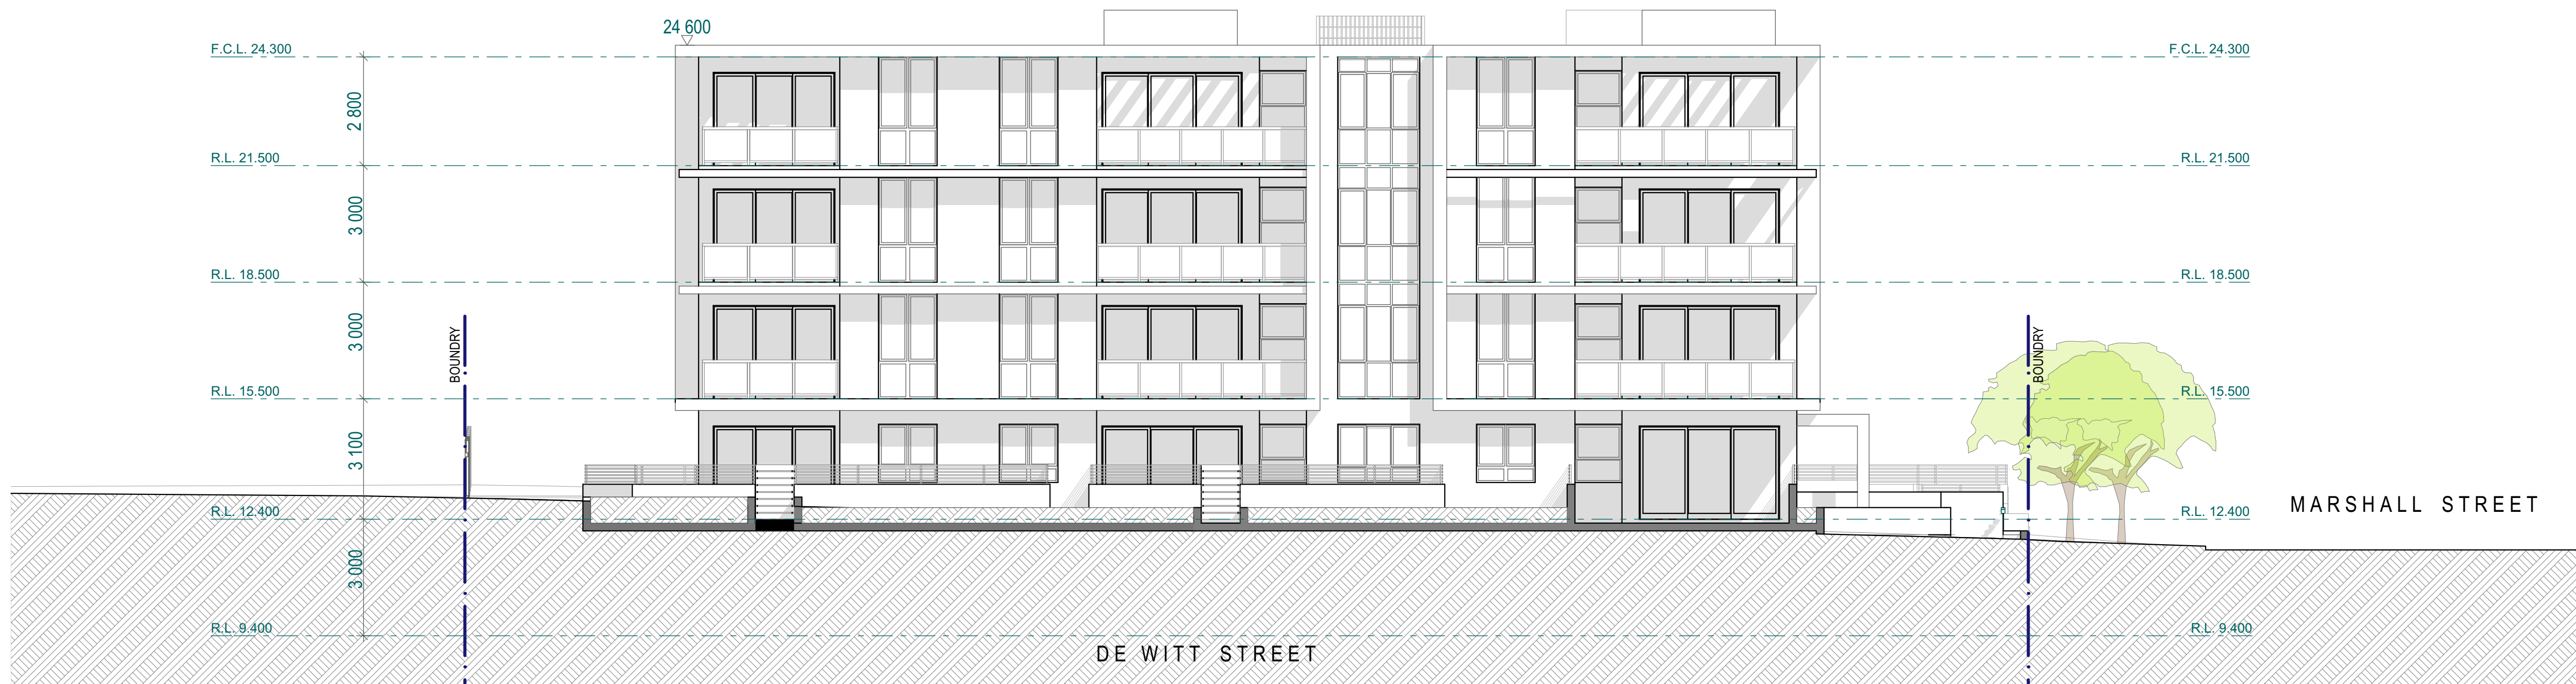 24 600
F.C.L. 24.300
F.C.L. 24.300
2 800
R.L. 21.500
R.L. 21.500
3 000
R.L. 18.500
R.L. 18.500
3 000
BOUNDRY
BOUNDRY
R.L. 15.500
R.L. 15.500
3 100
R.L. 12.400
R.L. 12.400
MARSHALL STREET
3 000
R.L. 9.400
R.L. 9.400
DE WITT STREET